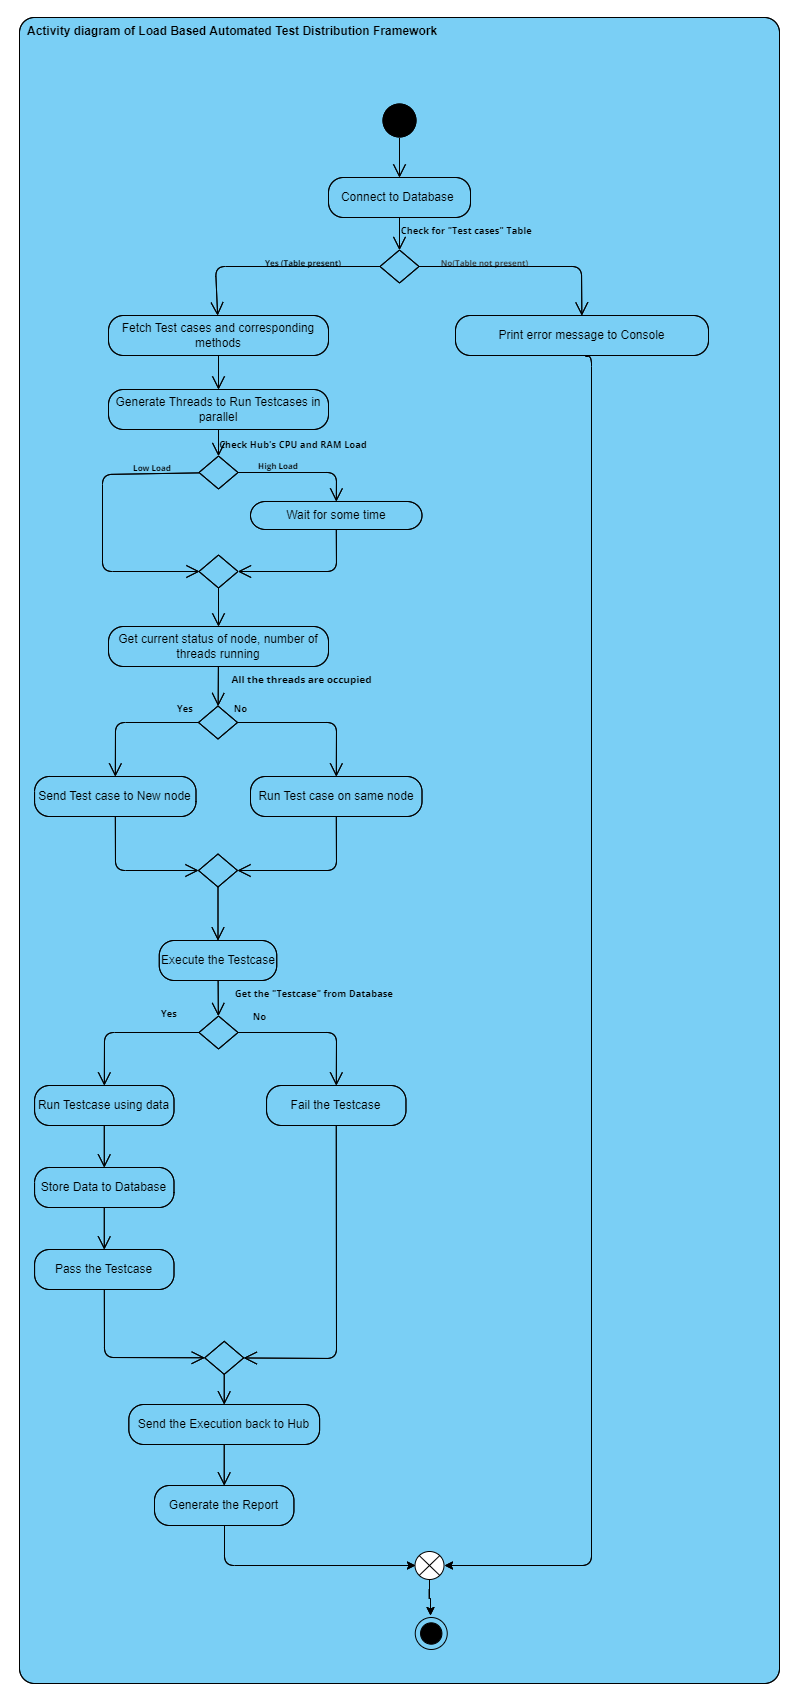 Activity diagram of Load Based Automated Test Distribution Framework
Connect to Database
Check for "Test cases" Table
Yes (Table present)
No(Table not present)
Fetch Test cases and corresponding
methods
Print error message to Console
Generate Threads to Run Testcases in
parallel
Check Hub's CPU and RAM Load
Low Load
High Load
Wait for some time
Get current status of node, number of
threads running
All the threads are occupied
Yes
No
Send Test case to New node
Run Test case on same node
Execute the Testcase
Get the "Testcase" from Database
Yes
No
Run Testcase using data
Fail the Testcase
Store Data to Database
Pass the Testcase
Send the Execution back to Hub
Generate the Report